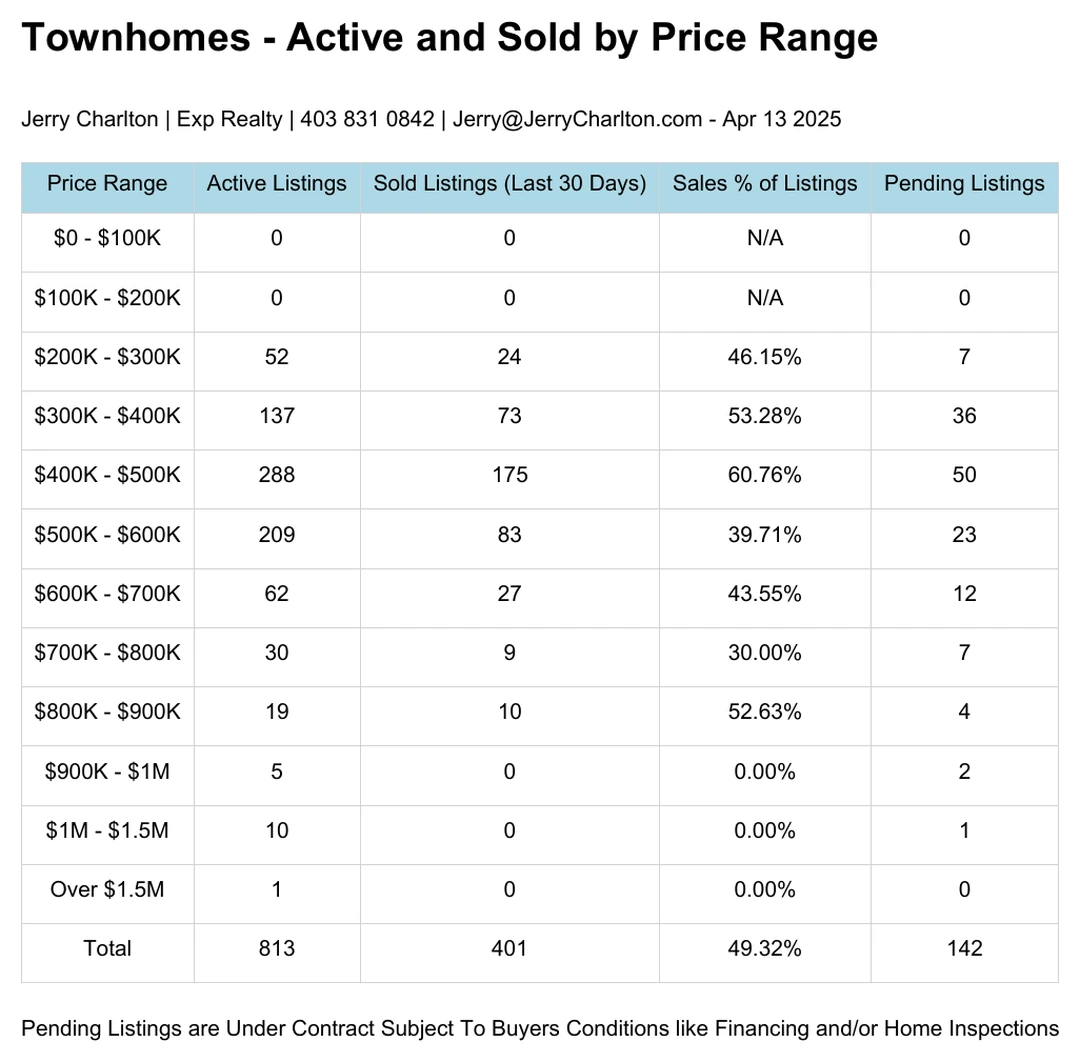 Townhomes - Active and Sold by Price Range
Jerry Charlton | Exp Realty | 403 831 0842 | Jerry@JerryCharlton.com - Apr 13 2025
Price Range Active Listings Sold Listings (Last 30 Days) Sales % of Listings Pending Listings
$0 - $100K 0 0 N/A 0
$100K - $200K 0 0 N/A 0
$200K - $300K 52 24 46.15% 7
$300K - $400K 137 73 53.28% 36
$400K - $500K 288 175 60.76% 50
$500K - $600K 209 83 39.71% 23
$600K - $700K 62 27 43.55% 12
$700K - $800K 30 9 30.00% 7
$800K - $900K 19 10 52.63% 4
$900K - $1M 5 0 0.00% 2
$1M - $1.5M 10 0 0.00% 1
Over $1.5M 1 0 0.00% 0
Total 813 401 49.32% 142
Pending Listings are Under Contract Subject To Buyers Conditions like Financing and/or Home Inspections